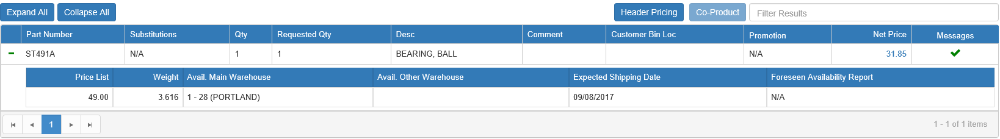 Expand All Collapse All Header Pricing Co-Product Filter Results
Part Number Substitutions Qty Requested Qty Desc Comment Customer Bin Loc Promotion Net Price Messages
ST491A N/A 1 1 BEARING, BALL N/A 31.85
Price List Weight Avail. Main Warehouse Avail. Other Warehouse Expected Shipping Date Foreseen Availability Report
49.00 3.616 1 - 28 (PORTLAND) 09/08/2017 N/A
1 1 - 1 of 1 items